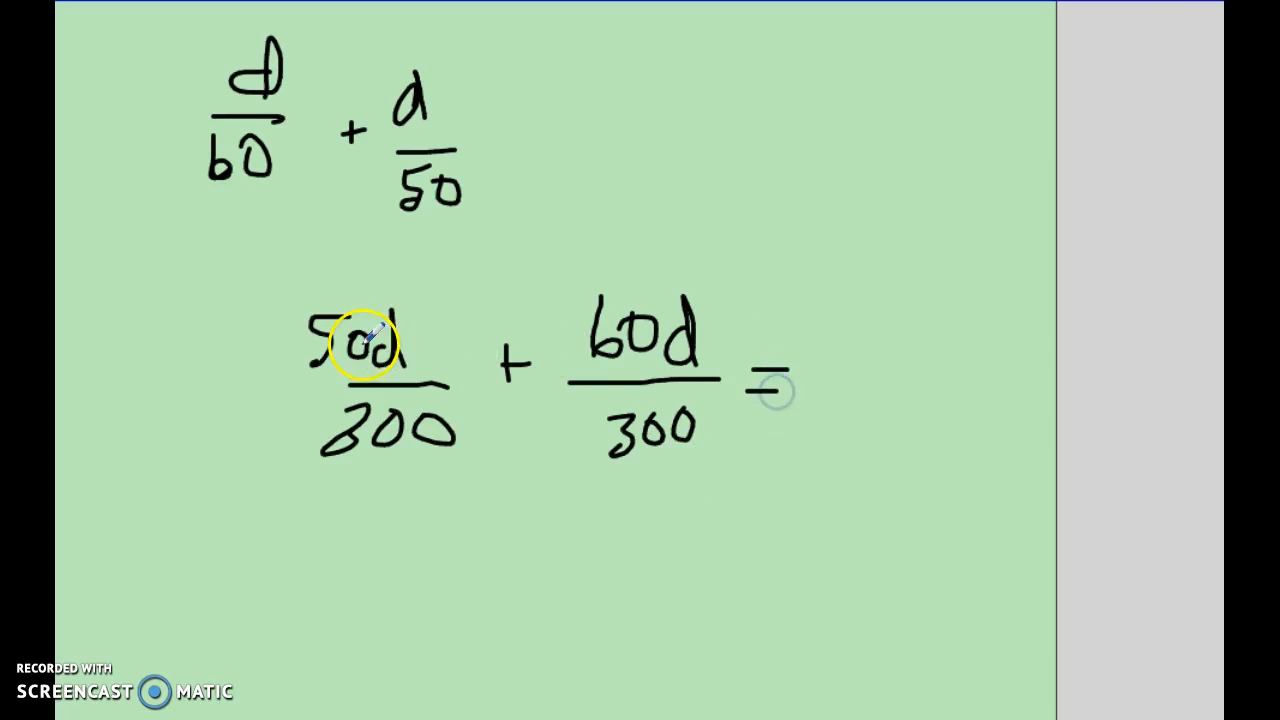 d/60 + d/50
50d/300 + 60d/300 =
RECORDED WITH
SCREENCAST MATIC